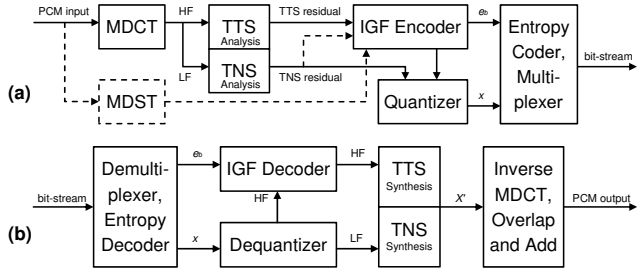 PCM input
MDCT
HF
LF
TTS
Analysis
TNS
Analysis
TTS residual
TNS residual
IGF Encoder
eb
Quantizer
x
Entropy
Coder,
Multi-
plexer
bit-stream
(a)
MDST
bit-stream
Demulti-
plexer,
Entropy
Decoder
eb
x
IGF Decoder
HF
HF
Dequantizer
LF
TTS
Synthesis
TNS
Synthesis
X'
Inverse
MDCT,
Overlap
and Add
PCM output
(b)